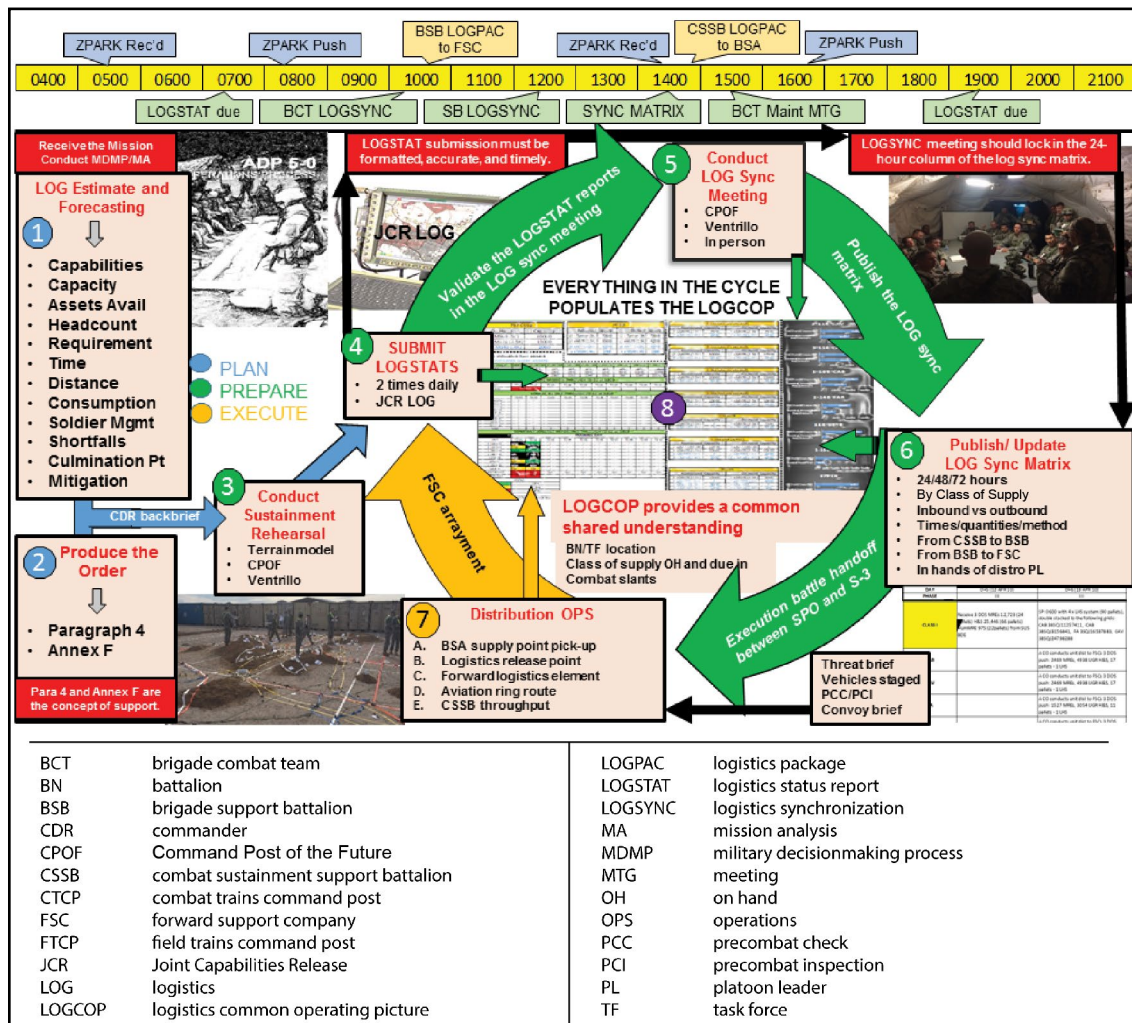 ZPARK Rec'd
ZPARK Push
BSB LOGPAC
to FSC
ZPARK Rec'd
CSSB LOGPAC
to BSA
ZPARK Push
0400 0500 0600 0700 0800 0900 1000 1100 1200 1300 1400 1500 1600 1700 1800 1900 2000 2100
LOGSTAT due
BCT LOGSYNC
SB LOGSYNC
SYNC MATRIX
BCT Maint MTG
LOGSTAT due
Receive the Mission
Conduct MDMP/MA
LOG Estimate and
Forecasting
1
• Capabilities
• Capacity
• Assets Avail
• Headcount
• Requirement
• Time
• Distance
• Consumption
• Soldier Mgmt
• Shortfalls
• Culmination Pt
• Mitigation
ADP 5-0
OPERATIONS PROCESS
PLAN
PREPARE
EXECUTE
CDR backbrief
2
Produce the
Order
• Paragraph 4
• Annex F
Para 4 and Annex F are
the concept of support.
3
Conduct
Sustainment
Rehearsal
• Terrain model
• CPOF
• Ventrillo
LOGSTAT submission must be
formatted, accurate, and timely.
JCR LOG
4
SUBMIT
LOGSTATS
• 2 times daily
• JCR LOG
Validate the LOGSTAT reports
in the LOG sync meeting
5
Conduct
LOG Sync
Meeting
• CPOF
• Ventrillo
• In person
LOGSYNC meeting should lock in the 24-
hour column of the log sync matrix.
Publish the LOG sync
matrix
EVERYTHING IN THE CYCLE
POPULATES THE LOGCOP
8
6
Publish/ Update
LOG Sync Matrix
• 24/48/72 hours
• By Class of Supply
• Inbound vs outbound
• Times/quantities/method
• From CSSB to BSB
• From BSB to FSC
• In hands of distro PL
LOGCOP provides a common
shared understanding
BN/TF location
Class of supply OH and due in
Combat slants
FSC arrayment
Execution battle handoff
between SPO and S-3
7
Distribution OPS
A. BSA supply point pick-up
B. Logistics release point
C. Forward logistics element
D. Aviation ring route
E. CSSB throughput
Threat brief
Vehicles staged
PCC/PCI
Convoy brief
DAY
PHASE
BCT brigade combat team
BN battalion
BSB brigade support battalion
CDR commander
CPOF Command Post of the Future
CSSB combat sustainment support battalion
CTCP combat trains command post
FSC forward support company
FTCP field trains command post
JCR Joint Capabilities Release
LOG logistics
LOGCOP logistics common operating picture
LOGPAC logistics package
LOGSTAT logistics status report
LOGSYNC logistics synchronization
MA mission analysis
MDMP military decisionmaking process
MTG meeting
OH on hand
OPS operations
PCC precombat check
PCI precombat inspection
PL platoon leader
TF task force